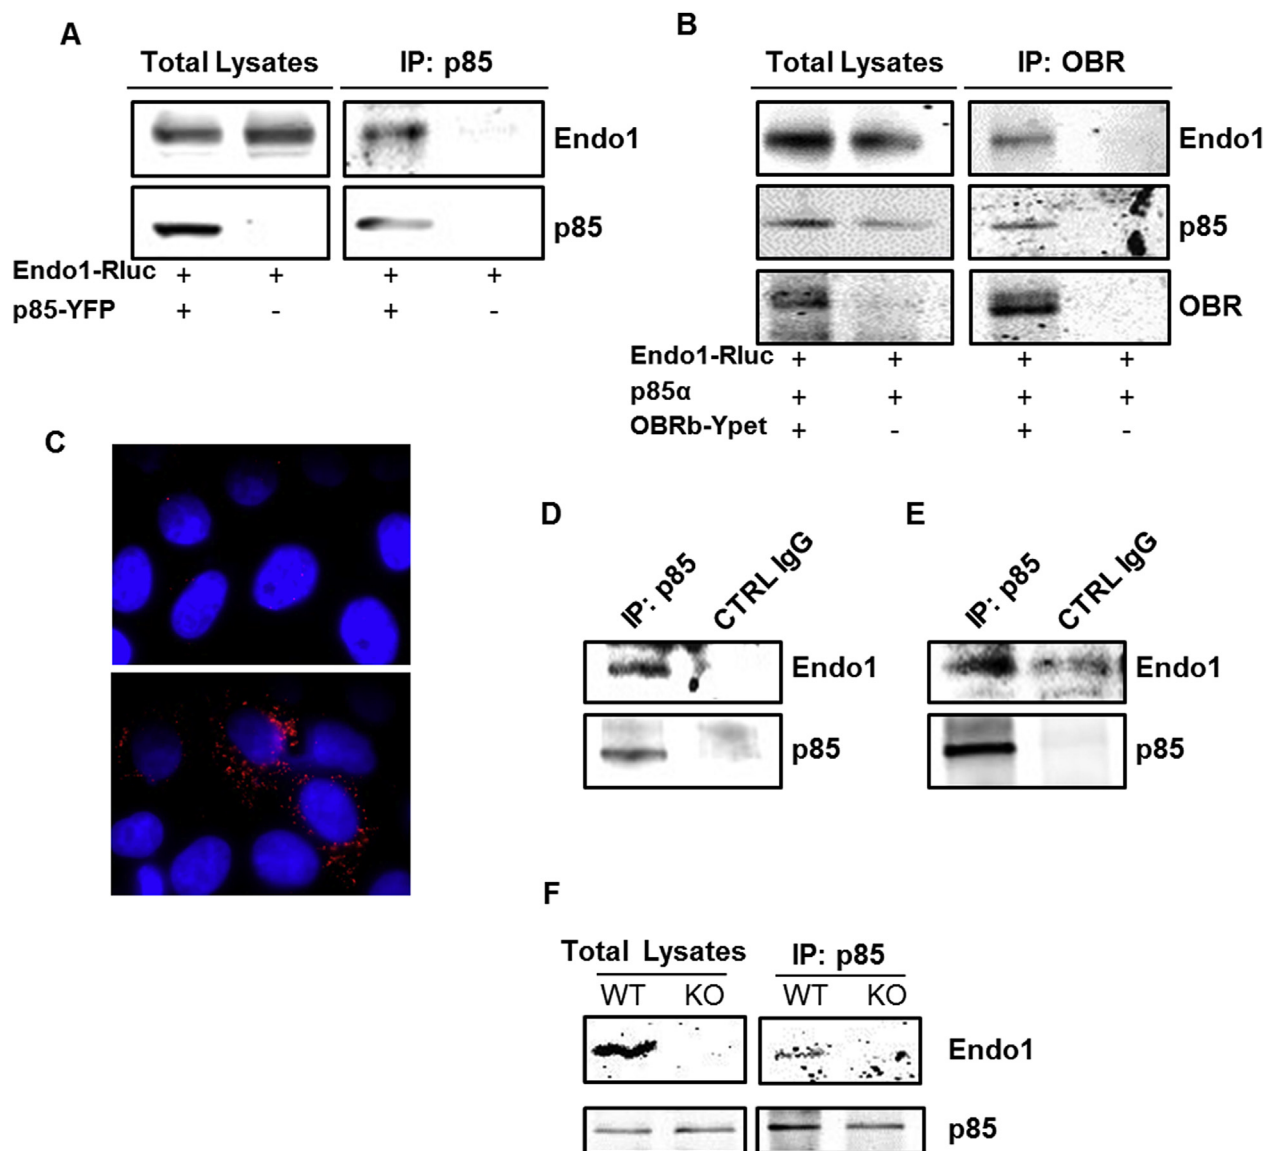 A
Total Lysates IP: p85
Endo1
p85
Endo1-Rluc + + + +
p85-YFP + - + -
B
Total Lysates IP: OBR
Endo1
p85
OBR
Endo1-Rluc + + + +
p85α + + + +
OBRb-Ypet + - + -
C
D
IP: p85 CTRL IgG
Endo1
p85
E
IP: p85 CTRL IgG
Endo1
p85
F
Total Lysates IP: p85
WT KO WT KO
Endo1
p85